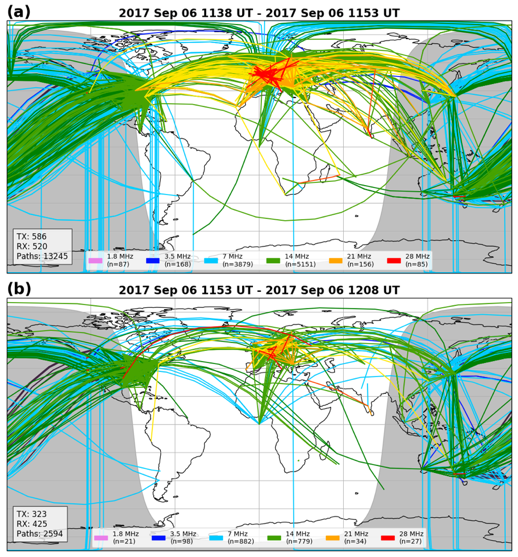 (a)
2017 Sep 06 1138 UT - 2017 Sep 06 1153 UT
TX: 586
RX: 520
Paths: 13245
1.8 MHz (n=87)
3.5 MHz (n=168)
7 MHz (n=3879)
14 MHz (n=5151)
21 MHz (n=156)
28 MHz (n=85)
(b)
2017 Sep 06 1153 UT - 2017 Sep 06 1208 UT
TX: 323
RX: 425
Paths: 2594
1.8 MHz (n=21)
3.5 MHz (n=98)
7 MHz (n=882)
14 MHz (n=779)
21 MHz (n=34)
28 MHz (n=27)